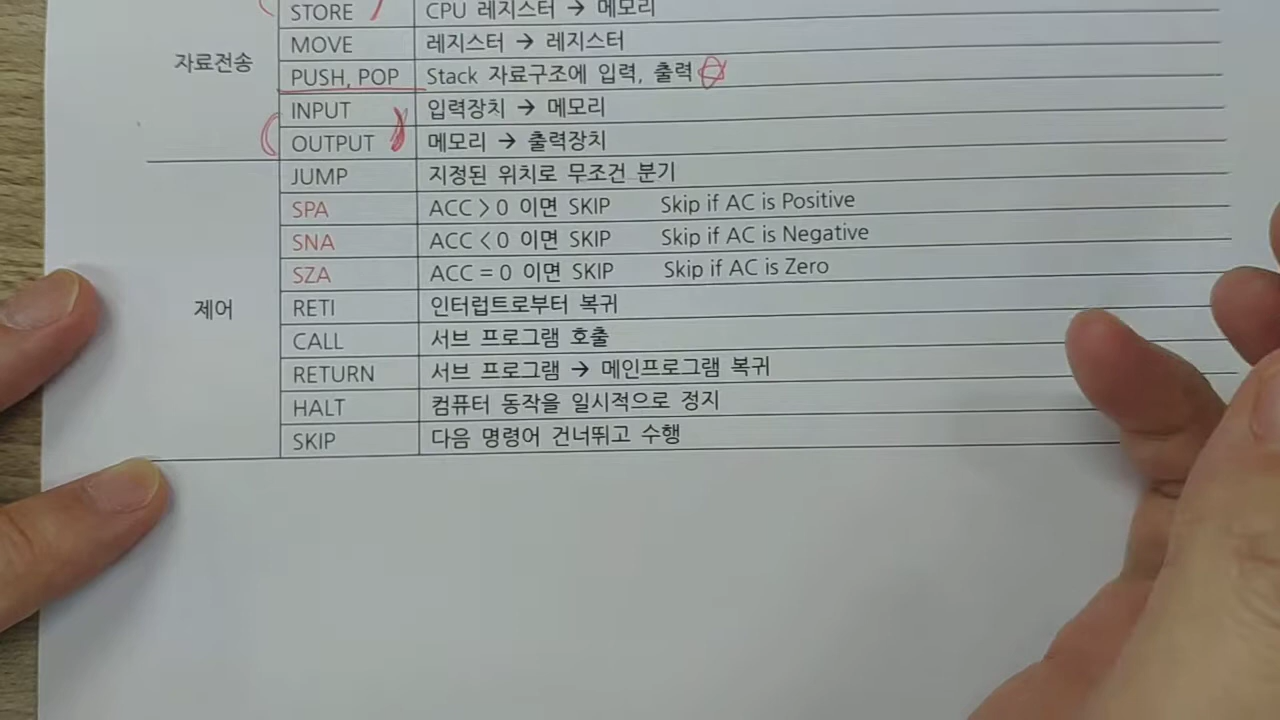 STORE CPU 레지스터 → 메모리
자료전송 MOVE 레지스터 → 레지스터
PUSH, POP Stack 자료구조에 입력, 출력
INPUT 입력장치 → 메모리
OUTPUT 메모리 → 출력장치
JUMP 지정된 위치로 무조건 분기
SPA ACC > 0 이면 SKIP Skip if AC is Positive
SNA ACC < 0 이면 SKIP Skip if AC is Negative
SZA ACC = 0 이면 SKIP Skip if AC is Zero
제어 RETI 인터럽트로부터 복귀
CALL 서브 프로그램 호출
RETURN 서브 프로그램 → 메인프로그램 복귀
HALT 컴퓨터 동작을 일시적으로 정지
SKIP 다음 명령어 건너뛰고 수행